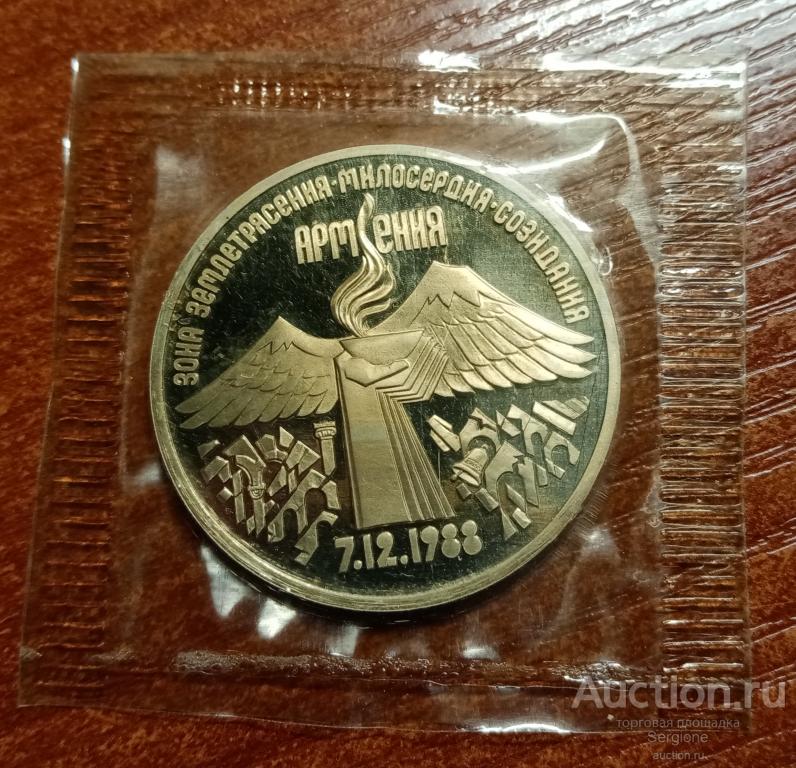 ЗОНА ЗЕМЛЕТРЯСЕНИЯ·МИЛОСЕРДИЯ·СОЗИДАНИЯ
АРМЕНИЯ
7.12.1988
Auction.ru
торговая площадка
Sergione
auction.ru